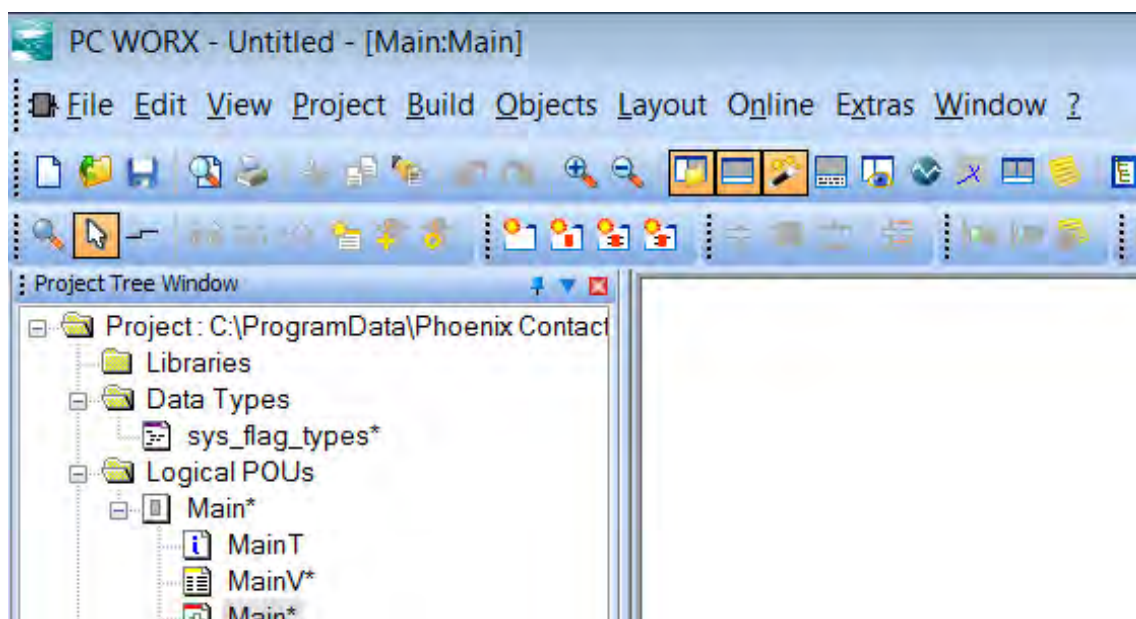 PC WORX - Untitled - [Main:Main]
File Edit View Project Build Objects Layout Online Extras Window ?
Project Tree Window
Project : C:\ProgramData\Phoenix Contact
Libraries
Data Types
sys_flag_types*
Logical POUs
Main*
MainT
MainV*
Main*